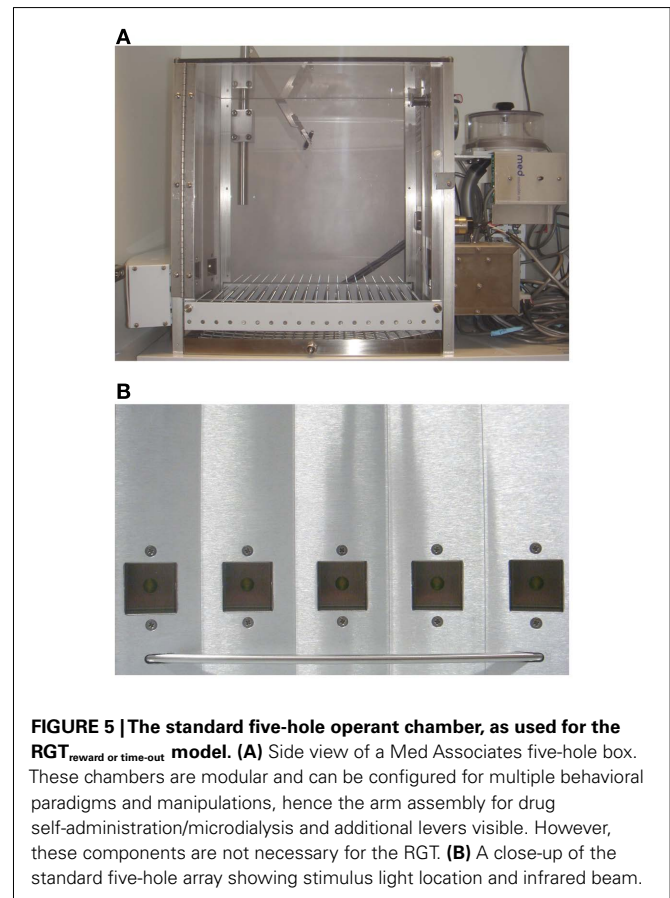 A
med
B
FIGURE 5 | The standard five-hole operant chamber, as used for the
RGT reward or time-out model. (A) Side view of a Med Associates five-hole box.
These chambers are modular and can be configured for multiple behavioral
paradigms and manipulations, hence the arm assembly for drug
self-administration/microdialysis and additional levers visible. However,
these components are not necessary for the RGT. (B) A close-up of the
standard five-hole array showing stimulus light location and infrared beam.